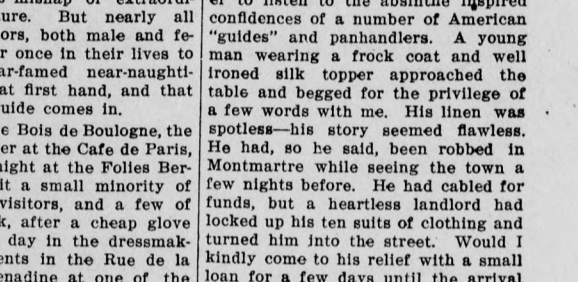 ure. But nearly all
ors, both male and fe-
r once in their lives to
ar-famed near-naughti-
at first hand, and that
uide comes in.
e Bois de Boulogne, the
er at the Cafe de Paris,
night at the Folies Ber-
it a small minority of
visitors, and a few of
k, after a cheap glove
day in the dressmak-
ents in the Rue de la
enadine at one of the
er to listen to the absinthe inspired
confidences of a number of American
"guides" and panhandlers. A young
man wearing a frock coat and well
ironed silk topper approached the
table and begged for the privilege of
a few words with me. His linen was
spotless—his story seemed flawless.
He had, so he said, been robbed in
Montmartre while seeing the town a
few nights before. He had cabled for
funds, but a heartless landlord had
locked up his ten suits of clothing and
turned him into the street. Would I
kindly come to his relief with a small
loan for a few days until the arrival